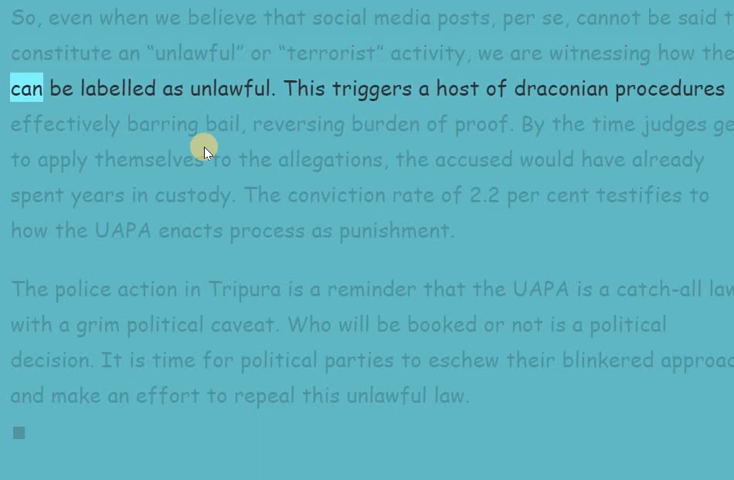 So, even when we believe that social media posts, per se, cannot be said t
constitute an “unlawful” or “terrorist” activity, we are witnessing how the
can be labelled as unlawful. This triggers a host of draconian procedures
effectively barring bail, reversing burden of proof. By the time judges ge
to apply themselves to the allegations, the accused would have already
spent years in custody. The conviction rate of 2.2 per cent testifies to
how the UAPA enacts process as punishment.
The police action in Tripura is a reminder that the UAPA is a catch-all law
with a grim political caveat. Who will be booked or not is a political
decision. It is time for political parties to eschew their blinkered approac
and make an effort to repeal this unlawful law.